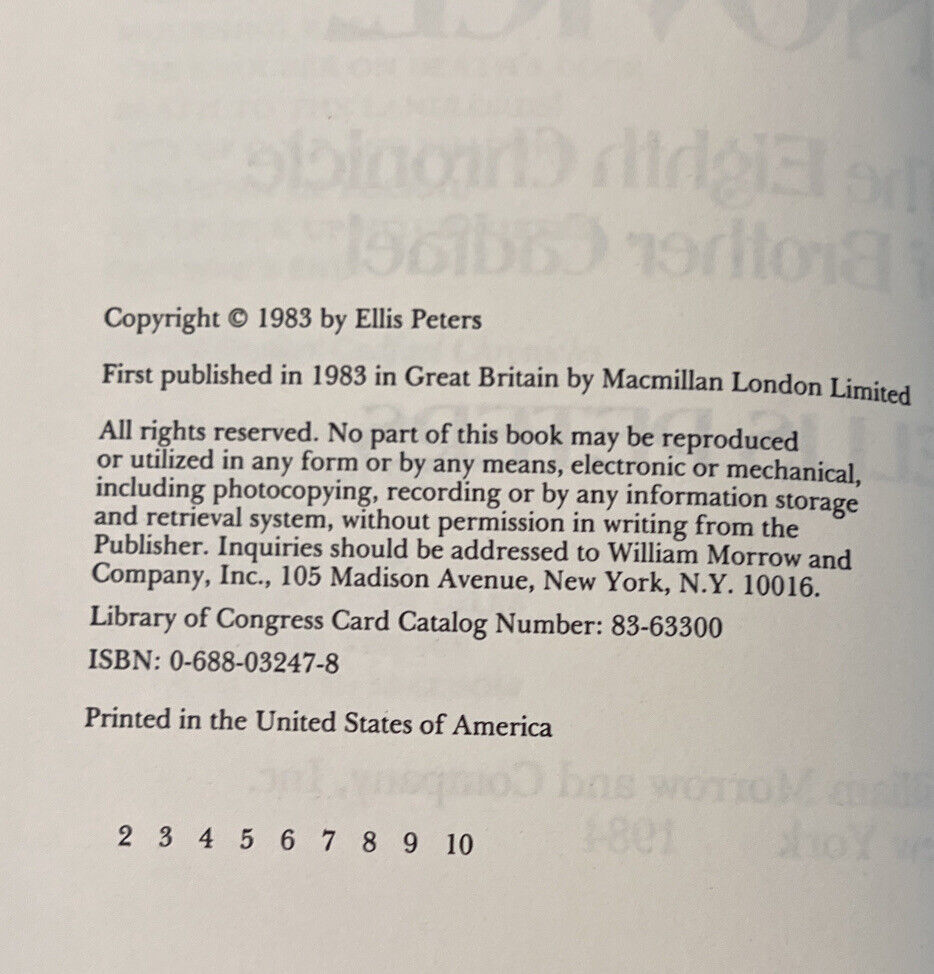 Copyright © 1983 by Ellis Peters
First published in 1983 in Great Britain by Macmillan London Limited
All rights reserved. No part of this book may be reproduced
or utilized in any form or by any means, electronic or mechanical,
including photocopying, recording or by any information storage
and retrieval system, without permission in writing from the
Publisher. Inquiries should be addressed to William Morrow and
Company, Inc., 105 Madison Avenue, New York, N.Y. 10016.
Library of Congress Card Catalog Number: 83-63300
ISBN: 0-688-03247-8
Printed in the United States of America
2 3 4 5 6 7 8 9 10